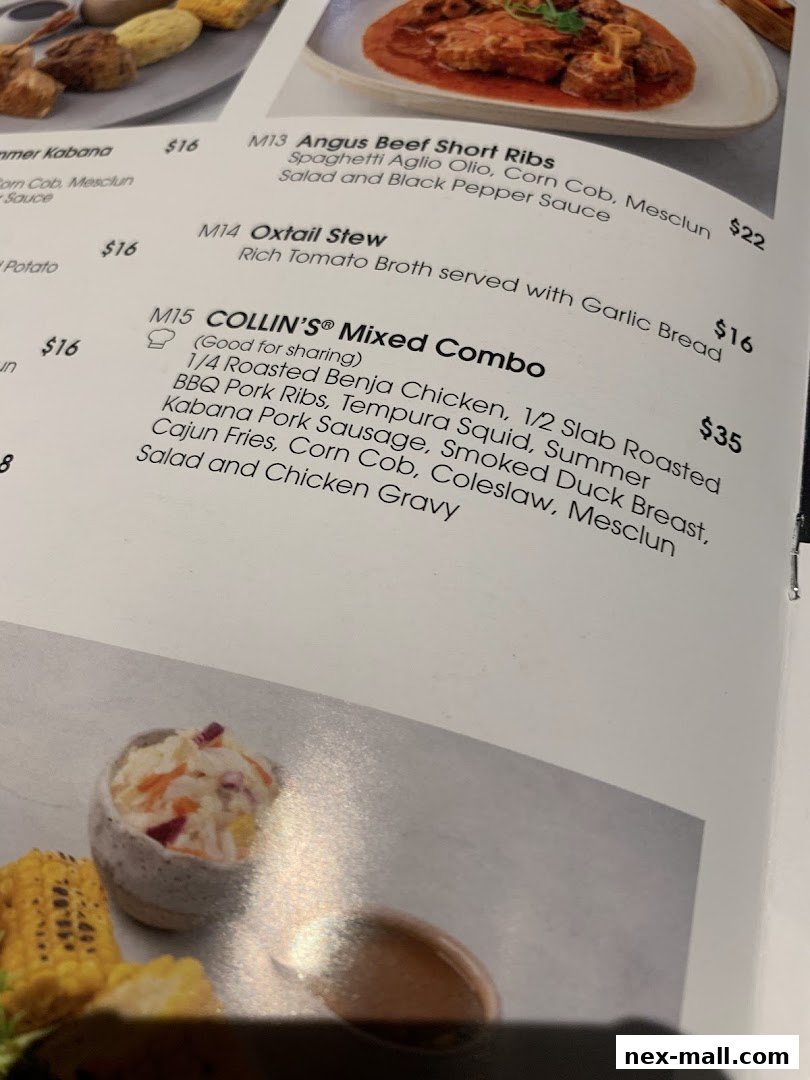 mmer Kabana $16
Corn Cob, Mesclun
Sauce
$16
Potato
$16
un
8
M13 Angus Beef Short Ribs
Spaghetti Aglio Olio, Corn Cob, Mesclun
Salad and Black Pepper Sauce
$22
M14 Oxtail Stew
Rich Tomato Broth served with Garlic Bread
$16
M15 COLLIN'S® Mixed Combo
(Good for sharing)
1/4 Roasted Benja Chicken, 1/2 Slab Roasted
$35
BBQ Pork Ribs, Tempura Squid, Summer
Kabana Pork Sausage, Smoked Duck Breast,
Cajun Fries, Corn Cob, Coleslaw, Mesclun
Salad and Chicken Gravy
nex-mall.com